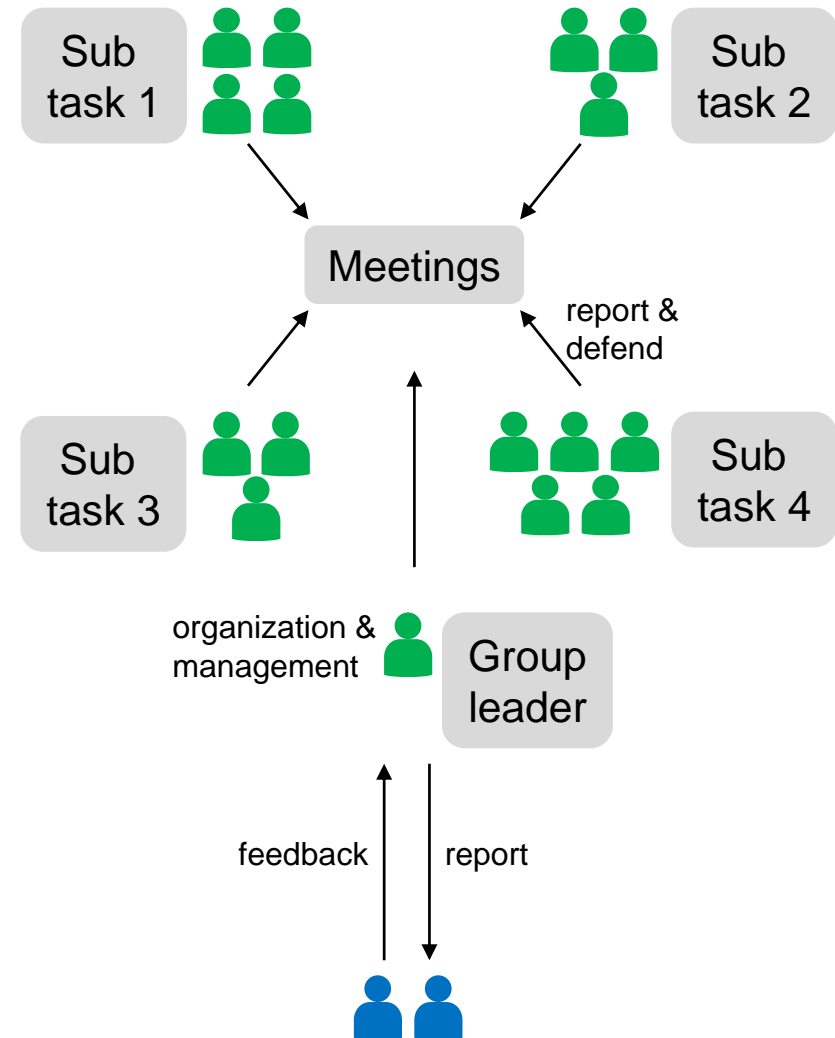 Sub
task 1
Sub
task 2
Meetings
report &
defend
Sub
task 3
Sub
task 4
organization &
management
Group
leader
feedback
report